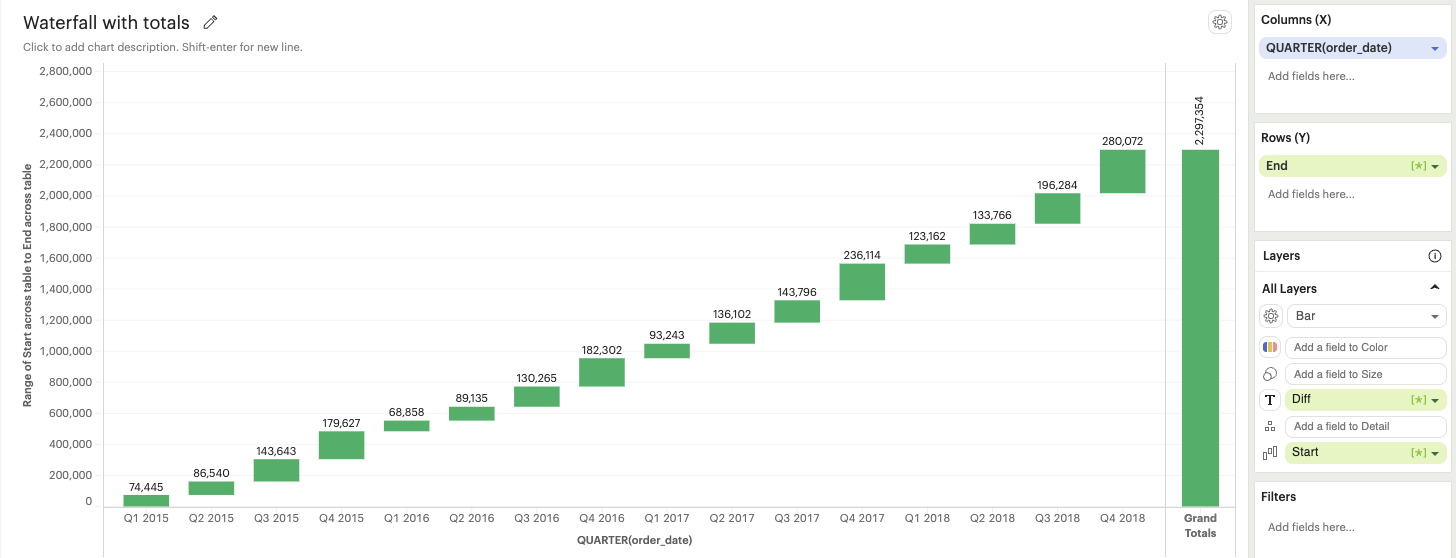 Waterfall with totals
Click to add chart description. Shift-enter for new line.
Range of Start across table to End across table
2,800,000
2,600,000
2,400,000
2,200,000
2,000,000
1,800,000
1,600,000
1,400,000
1,200,000
1,000,000
800,000
600,000
400,000
200,000
0
74,445
86,540
143,643
179,627
68,858
89,135
130,265
182,302
93,243
136,102
143,796
236,114
123,162
133,766
196,284
280,072
2,297,354
Q1 2015 Q2 2015 Q3 2015 Q4 2015 Q1 2016 Q2 2016 Q3 2016 Q4 2016 Q1 2017 Q2 2017 Q3 2017 Q4 2017 Q1 2018 Q2 2018 Q3 2018 Q4 2018 Grand
Totals
QUARTER(order_date)
Columns (X)
QUARTER(order_date)
Add fields here...
Rows (Y)
End [*]
Add fields here...
Layers
All Layers
Bar
Add a field to Color
Add a field to Size
T Diff [*]
Add a field to Detail
Start [*]
Filters
Add fields here...